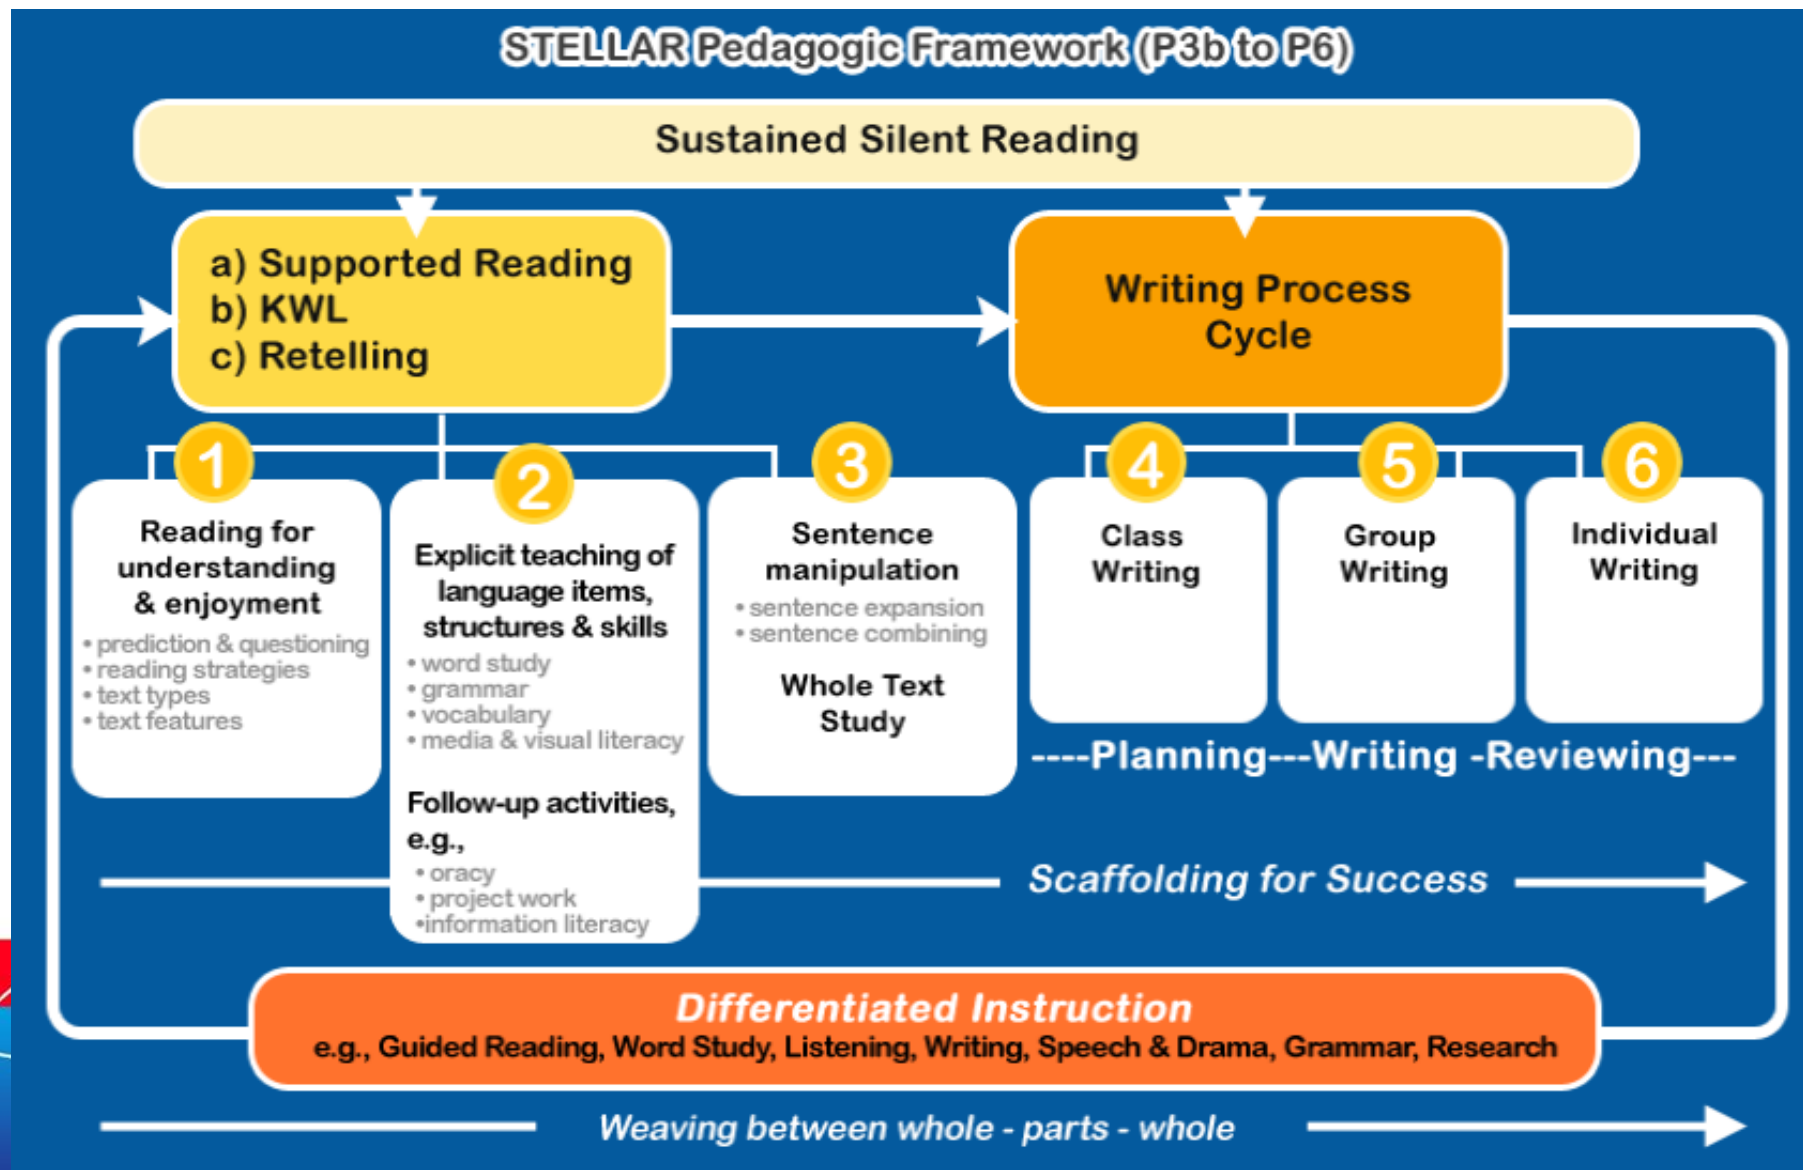 STELLAR Pedagogic Framework (P3b to P6)
Sustained Silent Reading
a) Supported Reading
b) KWL
c) Retelling
Writing Process
Cycle
1
Reading for
understanding
& enjoyment
• prediction & questioning
• reading strategies
• text types
• text features
2
Explicit teaching of
language items,
structures & skills
• word study
• grammar
• vocabulary
• media & visual literacy
Follow-up activities,
e.g.,
• oracy
• project work
•information literacy
3
Sentence
manipulation
• sentence expansion
• sentence combining
Whole Text
Study
4
Class
Writing
5
Group
Writing
6
Individual
Writing
----Planning---Writing -Reviewing---
Scaffolding for Success
Differentiated Instruction
e.g., Guided Reading, Word Study, Listening, Writing, Speech & Drama, Grammar, Research
Weaving between whole - parts - whole